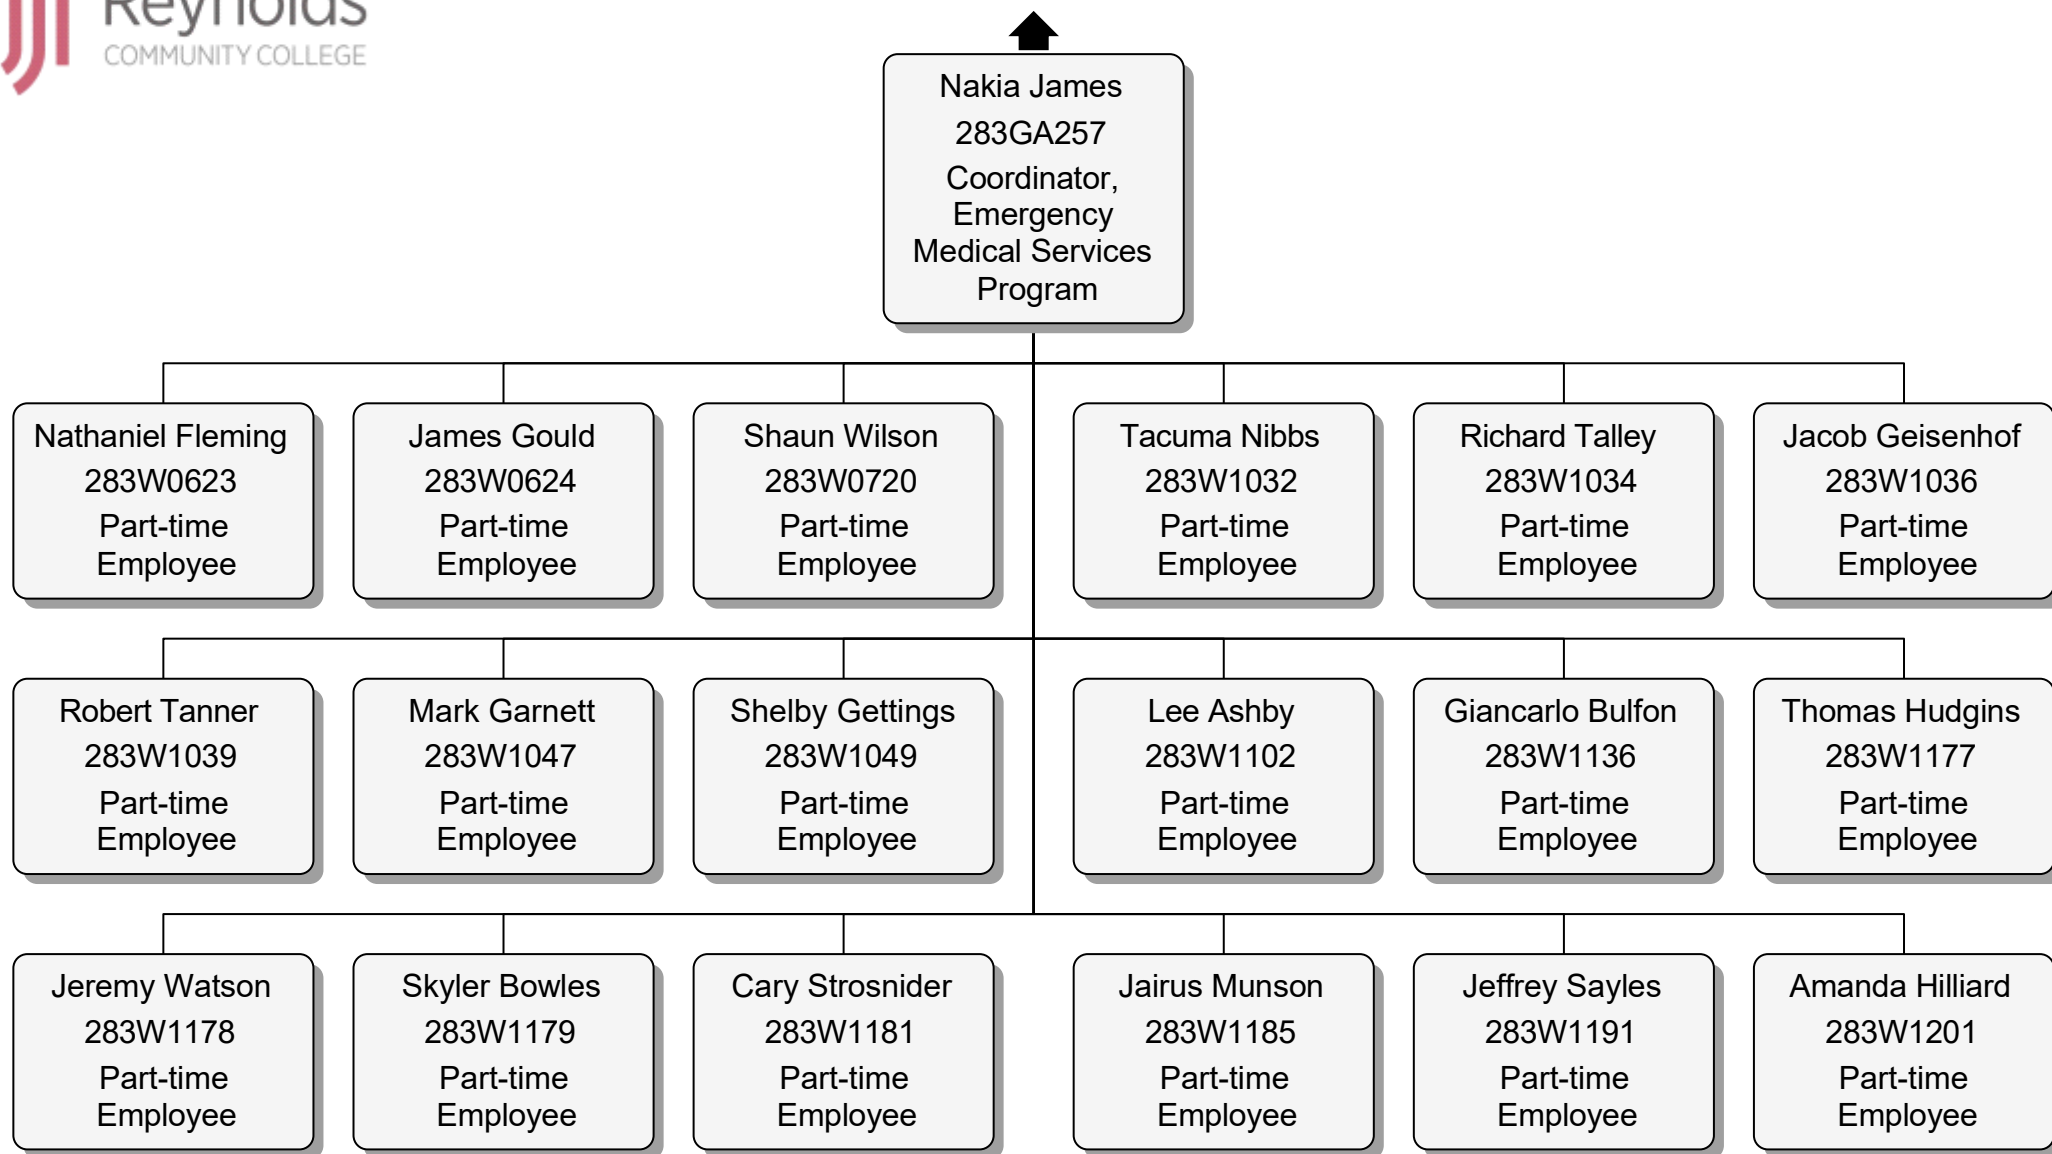 Reynolds
COMMUNITY COLLEGE
Nakia James
283GA257
Coordinator,
Emergency
Medical Services
Program
Nathaniel Fleming
283W0623
Part-time
Employee
James Gould
283W0624
Part-time
Employee
Shaun Wilson
283W0720
Part-time
Employee
Tacuma Nibbs
283W1032
Part-time
Employee
Richard Talley
283W1034
Part-time
Employee
Jacob Geisenhof
283W1036
Part-time
Employee
Robert Tanner
283W1039
Part-time
Employee
Mark Garnett
283W1047
Part-time
Employee
Shelby Gettings
283W1049
Part-time
Employee
Lee Ashby
283W1102
Part-time
Employee
Giancarlo Bulfon
283W1136
Part-time
Employee
Thomas Hudgins
283W1177
Part-time
Employee
Jeremy Watson
283W1178
Part-time
Employee
Skyler Bowles
283W1179
Part-time
Employee
Cary Strosnider
283W1181
Part-time
Employee
Jairus Munson
283W1185
Part-time
Employee
Jeffrey Sayles
283W1191
Part-time
Employee
Amanda Hilliard
283W1201
Part-time
Employee